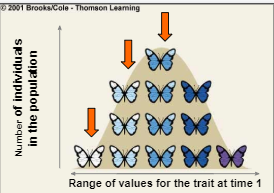 © 2001 Brooks/Cole - Thomson Learning
Number of individuals
in the population
Range of values for the trait at time 1